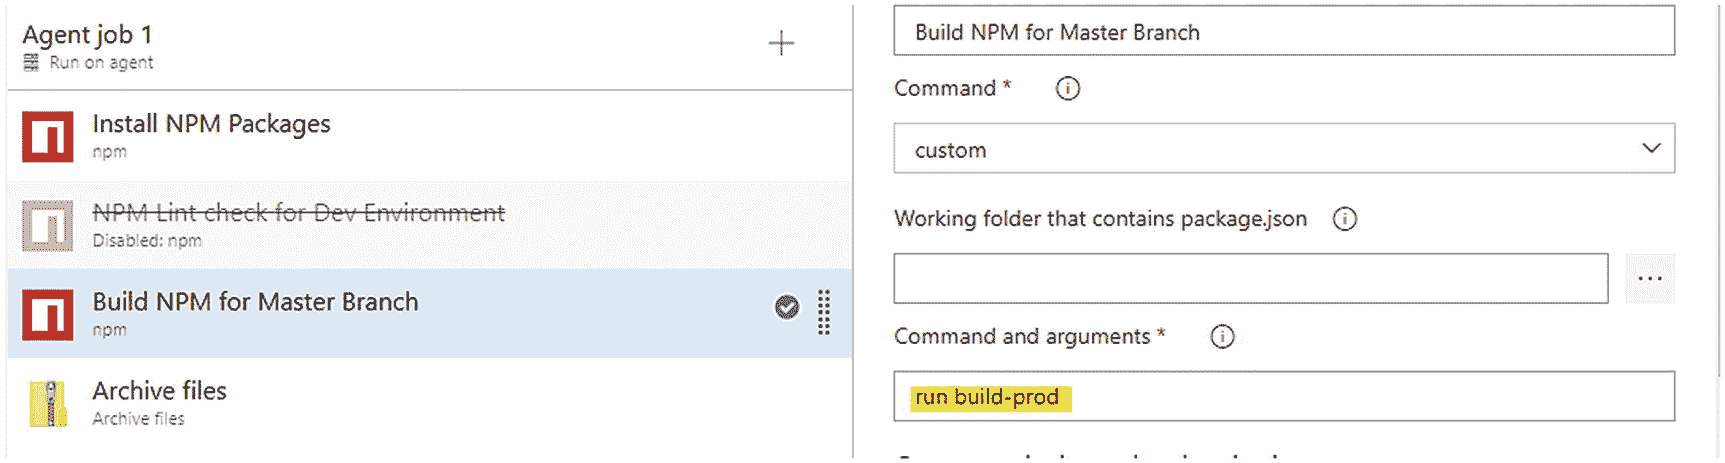 Agent job 1
Run on agent
Install NPM Packages
npm
NPM Lint check for Dev Environment
Disabled: npm
Build NPM for Master Branch
npm
Archive files
Archive files
Build NPM for Master Branch
Command *
custom
Working folder that contains package.json
...
Command and arguments *
run build-prod